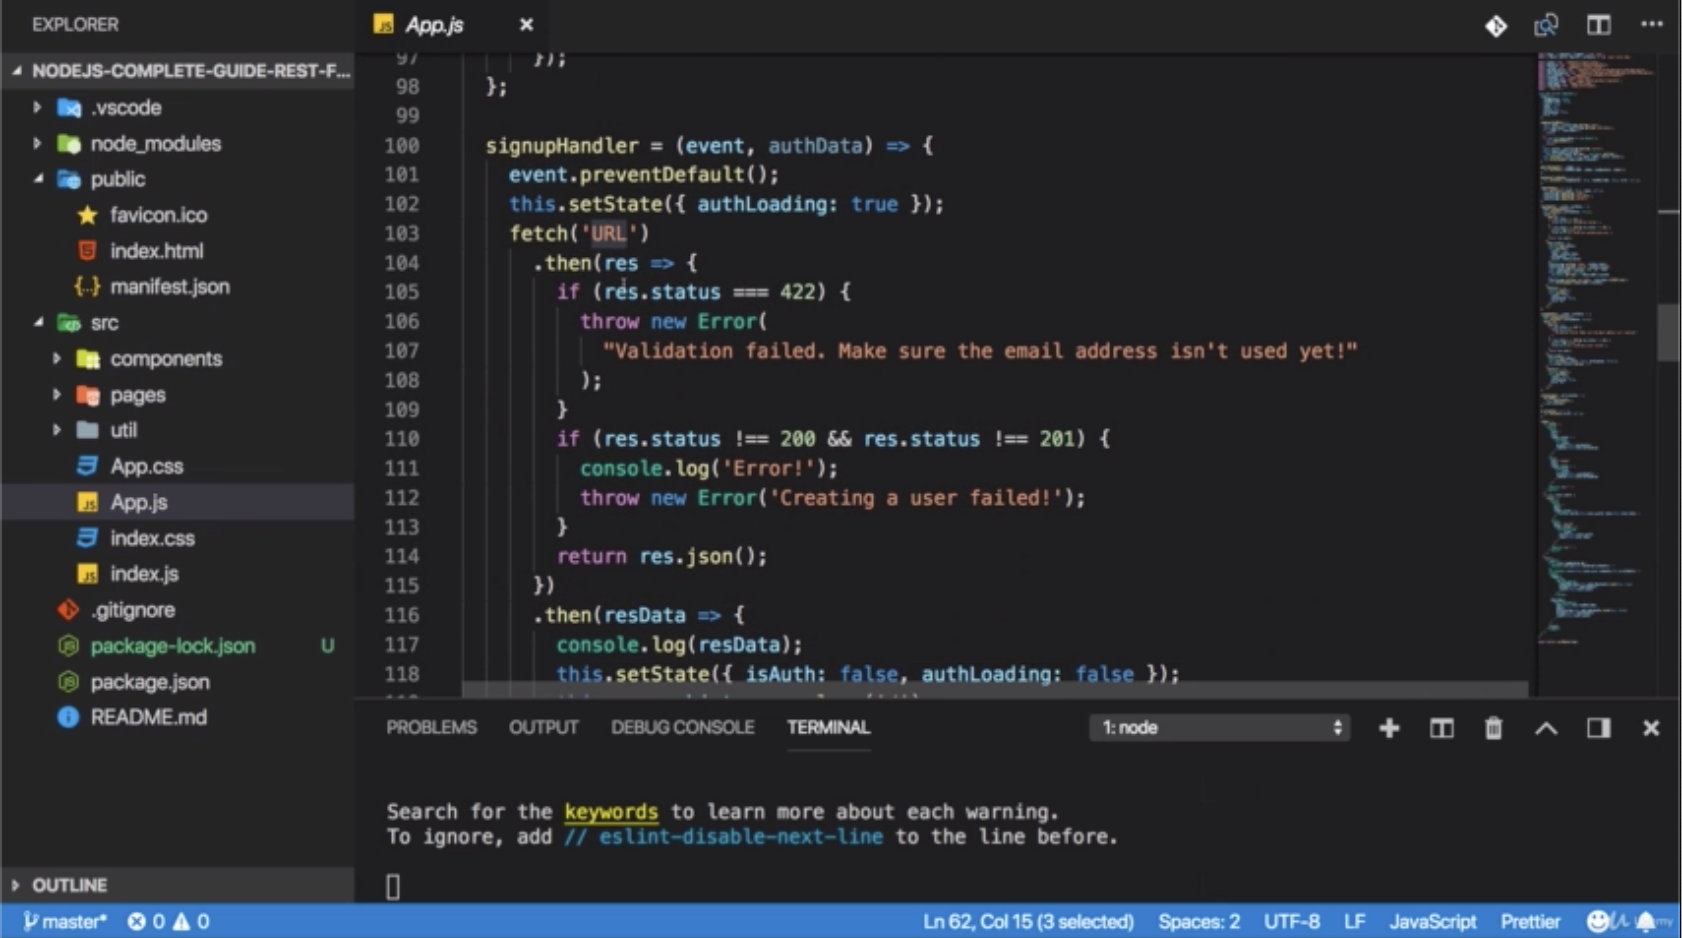 EXPLORER
NODEJS-COMPLETE-GUIDE-REST-F...
.vscode
node_modules
public
favicon.ico
index.html
manifest.json
src
components
pages
util
App.css
App.js
index.css
index.js
.gitignore
package-lock.json U
package.json
README.md
OUTLINE
App.js
97 });
98 };
99
100 signupHandler = (event, authData) => {
101 event.preventDefault();
102 this.setState({ authLoading: true });
103 fetch('URL')
104 .then(res => {
105 if (res.status === 422) {
106 throw new Error(
107 "Validation failed. Make sure the email address isn't used yet!"
108 );
109 }
110 if (res.status !== 200 && res.status !== 201) {
111 console.log('Error!');
112 throw new Error('Creating a user failed!');
113 }
114 return res.json();
115 })
116 .then(resData => {
117 console.log(resData);
118 this.setState({ isAuth: false, authLoading: false });
PROBLEMS OUTPUT DEBUG CONSOLE TERMINAL 1: node
Search for the keywords to learn more about each warning.
To ignore, add // eslint-disable-next-line to the line before.
master* 0 0 Ln 62, Col 15 (3 selected) Spaces: 2 UTF-8 LF JavaScript Prettier